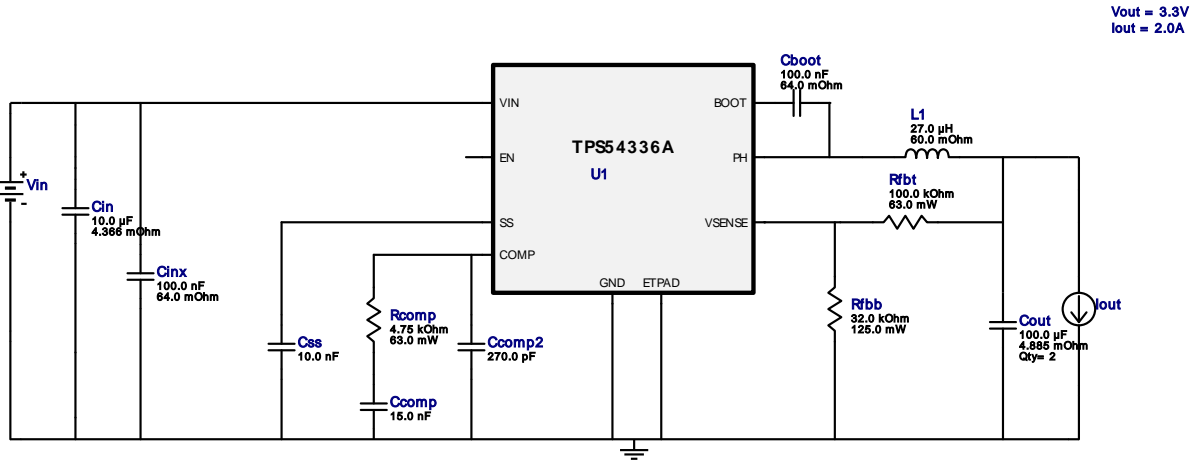 Vout = 3.3V
Iout = 2.0A
Cboot
100.0 nF
64.0 mOhm
VIN
BOOT
L1
27.0 µH
60.0 mOhm
TPS54336A
U1
EN
PH
+
Vin
-
Rfbt
100.0 kOhm
63.0 mW
Cin
10.0 µF
4.366 mOhm
SS
VSENSE
COMP
Cinx
100.0 nF
64.0 mOhm
GND
ETPAD
Rfbb
32.0 kOhm
125.0 mW
Iout
Rcomp
4.75 kOhm
63.0 mW
Cout
100.0 µF
4.885 mOhm
Qty= 2
Css
10.0 nF
Ccomp2
270.0 pF
Ccomp
15.0 nF